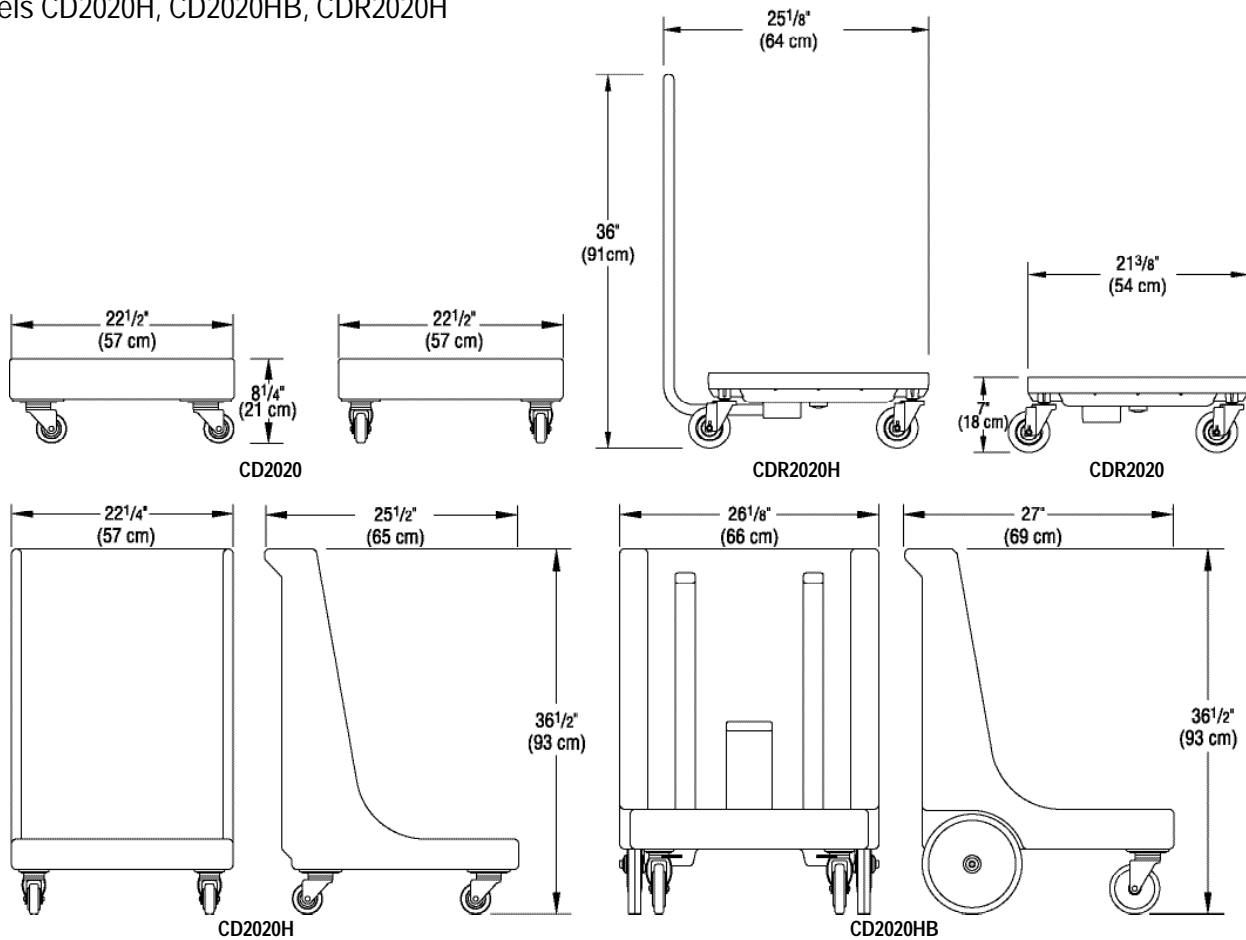 els CD2020H, CD2020HB, CDR2020H
25 1/8"
(64 cm)
36"
(91cm)
21 3/8"
(54 cm)
22 1/2"
(57 cm)
22 1/2"
(57 cm)
8 1/4"
(21 cm)
7"
(18 cm)
CD2020
CDR2020H
CDR2020
22 1/4"
(57 cm)
25 1/2"
(65 cm)
26 1/8"
(66 cm)
27"
(69 cm)
36 1/2"
(93 cm)
36 1/2"
(93 cm)
CD2020H
CD2020HB